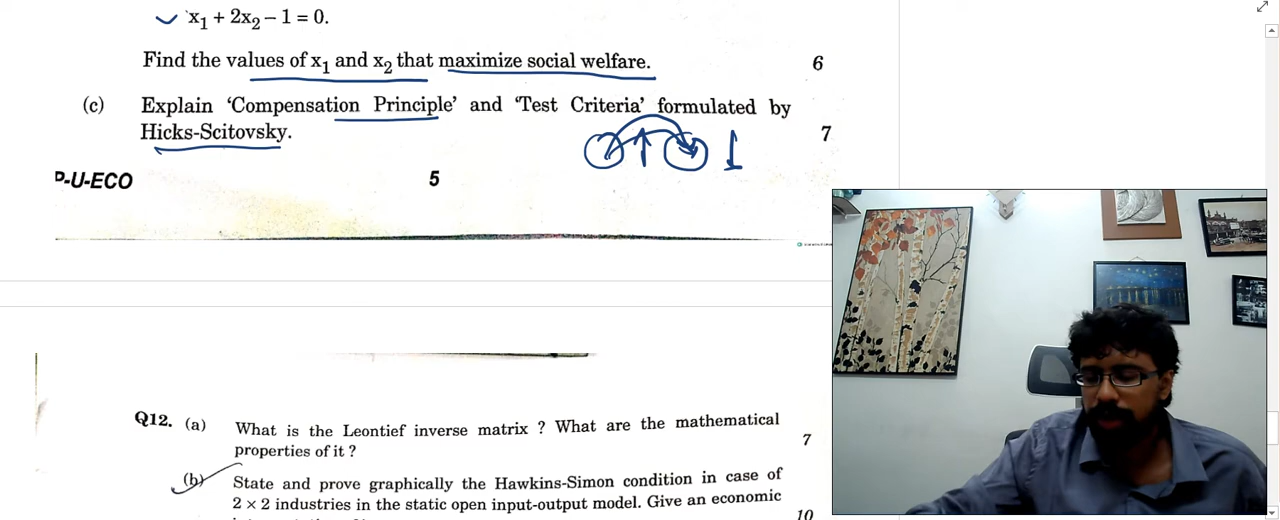 x₁ + 2x₂ – 1 = 0.
Find the values of x₁ and x₂ that maximize social welfare. 6
(c) Explain ‘Compensation Principle’ and ‘Test Criteria’ formulated by
Hicks-Scitovsky. 7
P-U-ECO 5
Q12. (a) What is the Leontief inverse matrix ? What are the mathematical
properties of it ? 7
(b) State and prove graphically the Hawkins-Simon condition in case of
2 × 2 industries in the static open input-output model. Give an economic
10